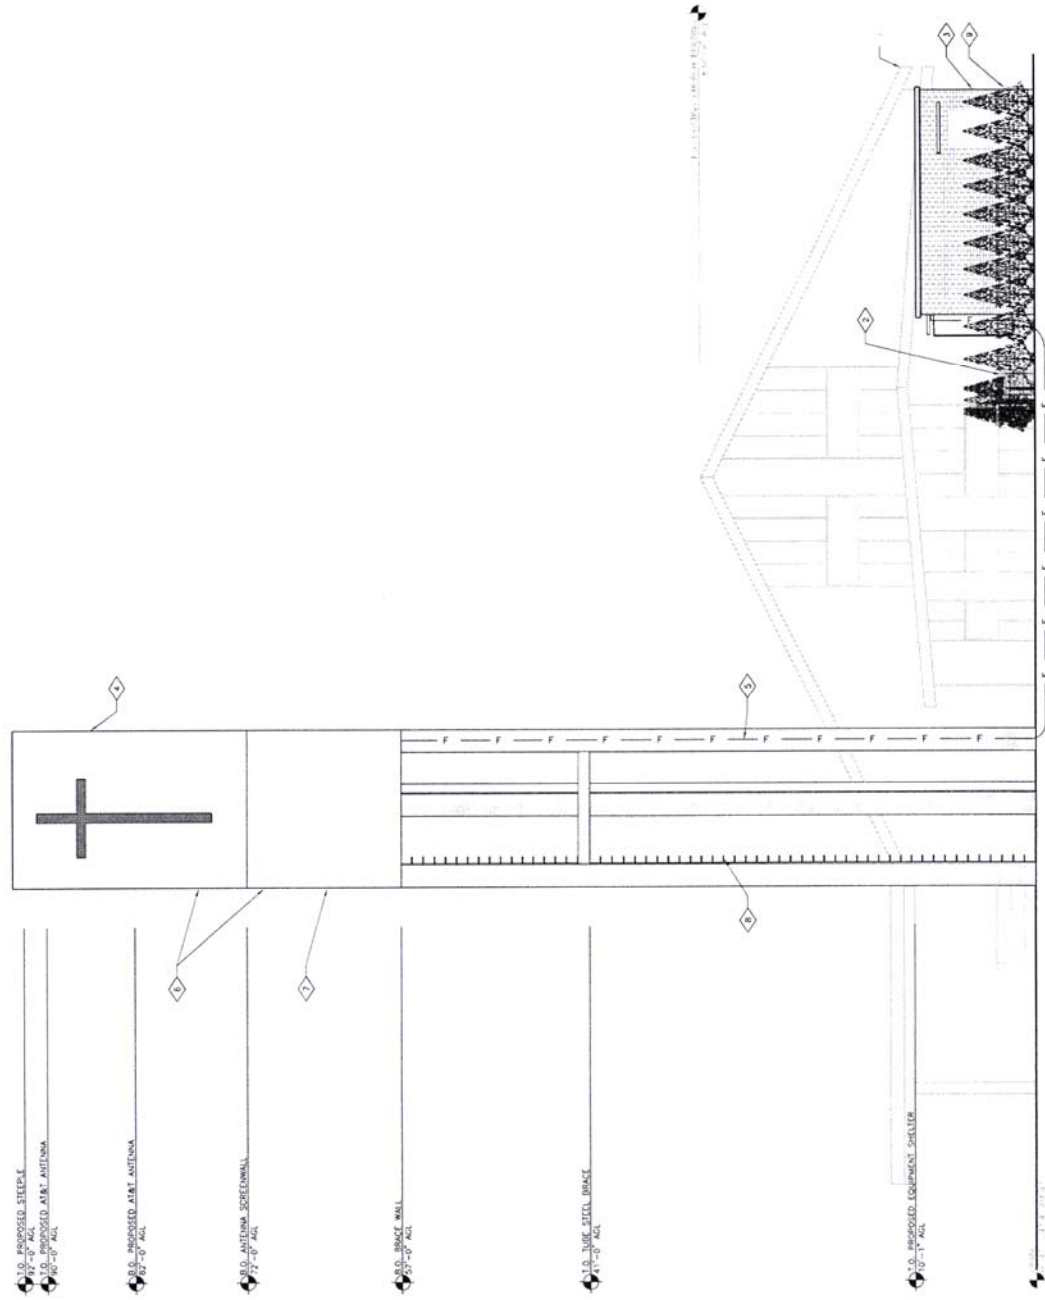 T.O. PROPOSED STEEPLE
92'-0" AGL
T.O. PROPOSED AT&T ANTENNA
90'-0" AGL
B.O. PROPOSED AT&T ANTENNA
82'-0" AGL
B.O. ANTENNA SCREENWALL
72'-0" AGL
B.O. BRACE WALL
57'-0" AGL
T.O. TUBE STEEL BRACE
41'-0" AGL
T.O. PROPOSED EQUIPMENT SHELTER
10'-1" AGL
4
6
7
5
8
2
3
9
F F F F F F F F F F F
F
F F F F F F